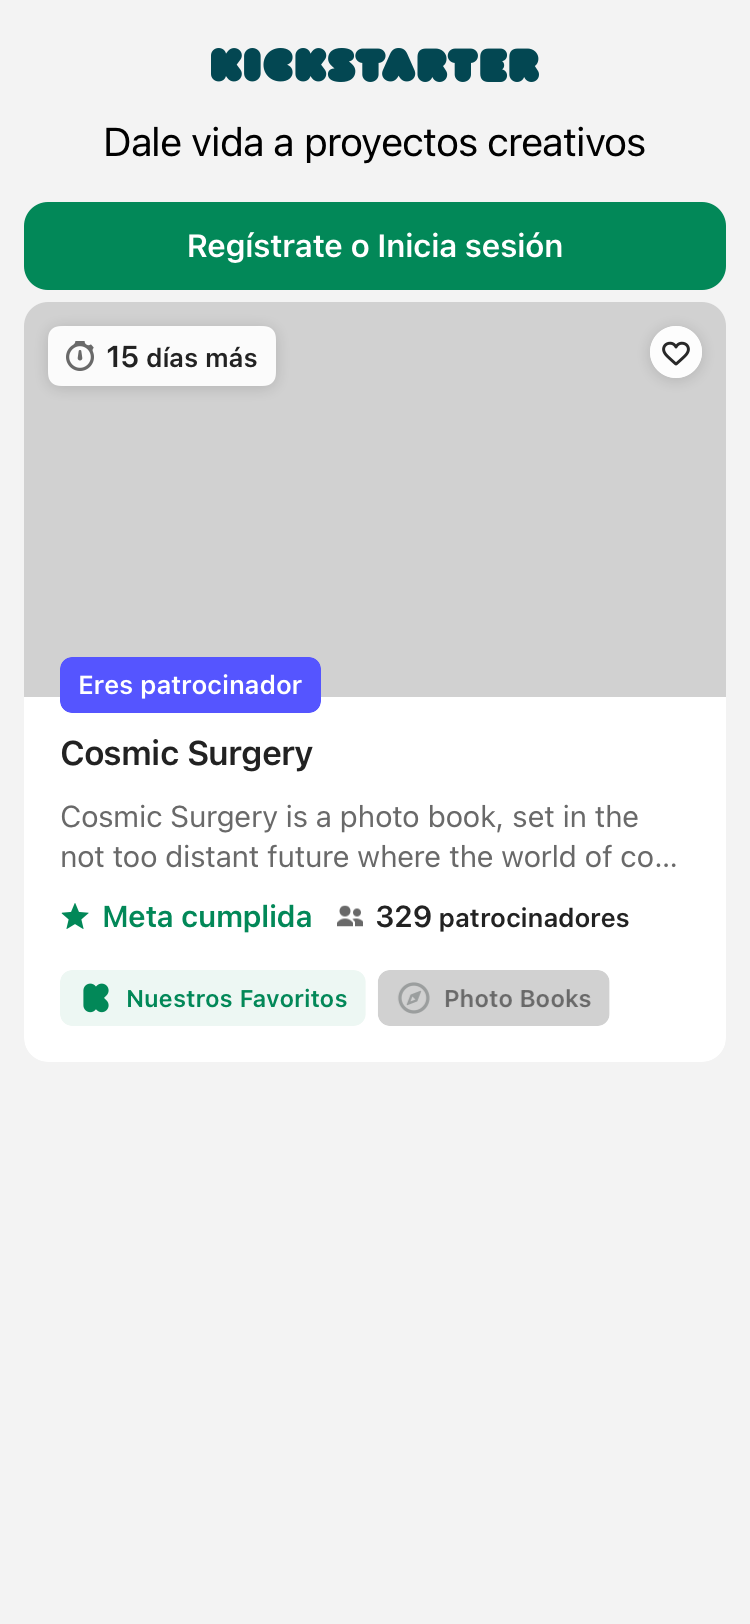 KICKSTARTER
Dale vida a proyectos creativos
Regístrate o Inicia sesión
15 días más
Eres patrocinador
Cosmic Surgery
Cosmic Surgery is a photo book, set in the
not too distant future where the world of co...
Meta cumplida 329 patrocinadores
Nuestros Favoritos Photo Books